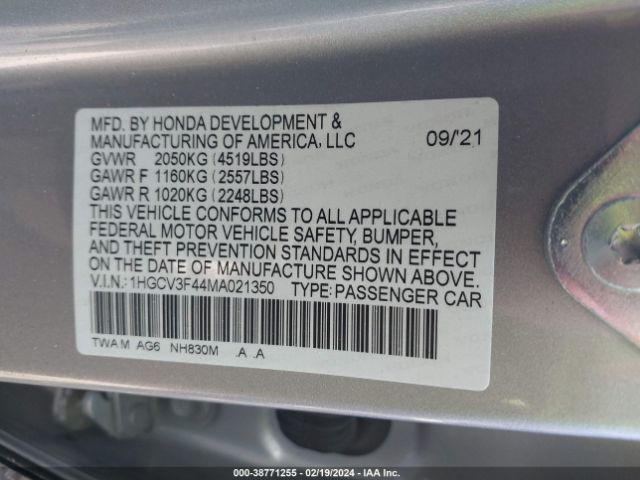 MFD. BY HONDA DEVELOPMENT &
MANUFACTURING OF AMERICA, LLC 09/'21
GVWR 2050KG (4519LBS)
GAWR F 1160KG (2557LBS)
GAWR R 1020KG (2248LBS)
THIS VEHICLE CONFORMS TO ALL APPLICABLE
FEDERAL MOTOR VEHICLE SAFETY, BUMPER,
AND THEFT PREVENTION STANDARDS IN EFFECT
ON THE DATE OF MANUFACTURE SHOWN ABOVE.
V.I.N.: 1HGCV3F44MA021350 TYPE: PASSENGER CAR
TWA M AG6 NH830M .A .A
000-38771255 - 02/19/2024 - IAA Inc.